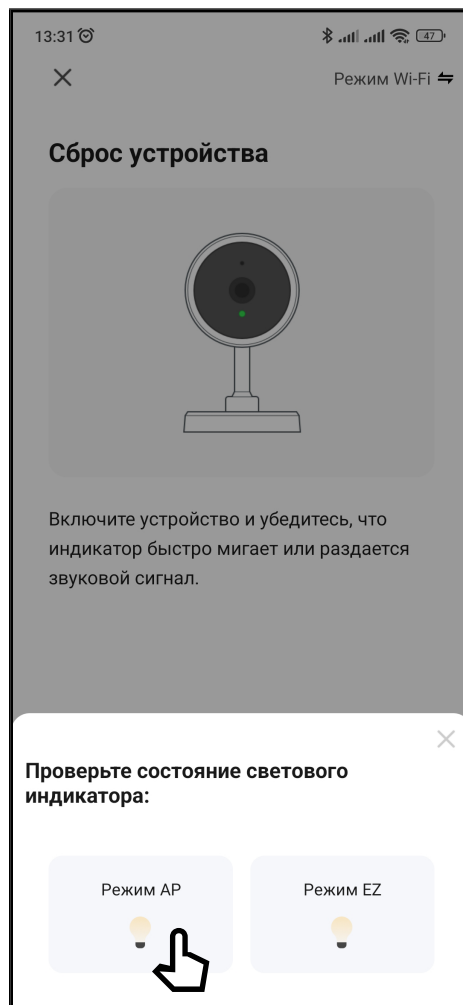 13:31
47
Режим Wi-Fi
Сброс устройства
Включите устройство и убедитесь, что
индикатор быстро мигает или раздается
звуковой сигнал.
Проверьте состояние светового
индикатора:
Режим AP
Режим EZ